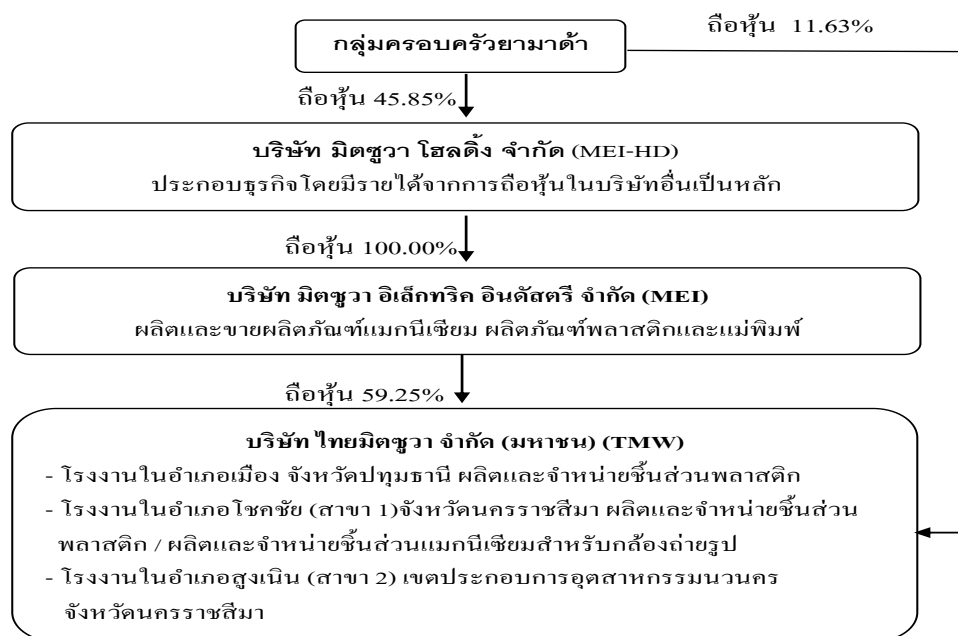 กลุ่มครอบครัวยามาด้า
ถือหุ้น 11.63%
ถือหุ้น 45.85%
บริษัท มิตซูวา โฮลดิ้ง จำกัด (MEI-HD)
ประกอบธุรกิจโดยมีรายได้จากการถือหุ้นในบริษัทอื่นเป็นหลัก
ถือหุ้น 100.00%
บริษัท มิตซูวา อิเล็กทริค อินดัสตรี จำกัด (MEI)
ผลิตและขายผลิตภัณฑ์แมกนีเซียม ผลิตภัณฑ์พลาสติกและแม่พิมพ์
ถือหุ้น 59.25%
บริษัท ไทยมิตซูวา จำกัด (มหาชน) (TMW)
- โรงงานในอำเภอเมือง จังหวัดปทุมธานี ผลิตและจำหน่ายชิ้นส่วนพลาสติก
- โรงงานในอำเภอโชคชัย (สาขา 1)จังหวัดนครราชสีมา ผลิตและจำหน่ายชิ้นส่วน
พลาสติก / ผลิตและจำหน่ายชิ้นส่วนแมกนีเซียมสำหรับกล้องถ่ายรูป
- โรงงานในอำเภอสูงเนิน (สาขา 2) เขตประกอบการอุตสาหกรรมนวนคร
จังหวัดนครราชสีมา